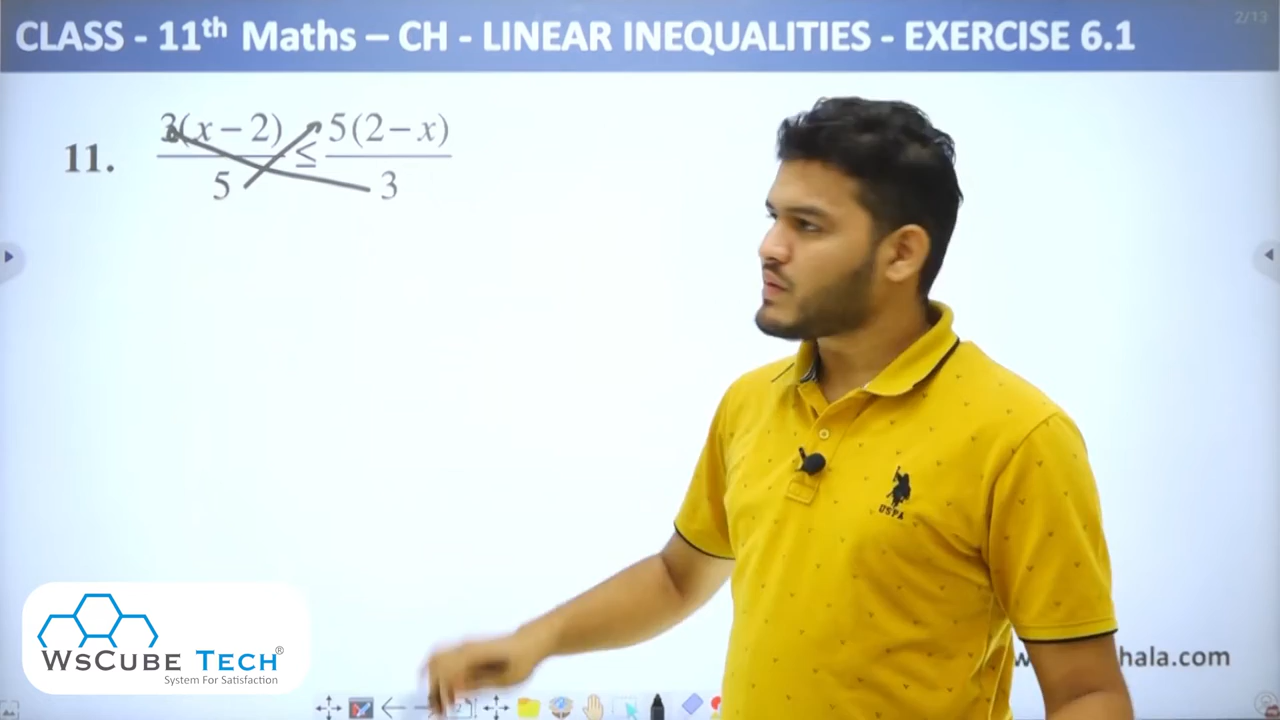 2/13
CLASS - 11th Maths – CH - LINEAR INEQUALITIES - EXERCISE 6.1
11. 3(x – 2)/5 ≤ 5(2 – x)/3
USPA
WsCube Tech®
System For Satisfaction
hala.com